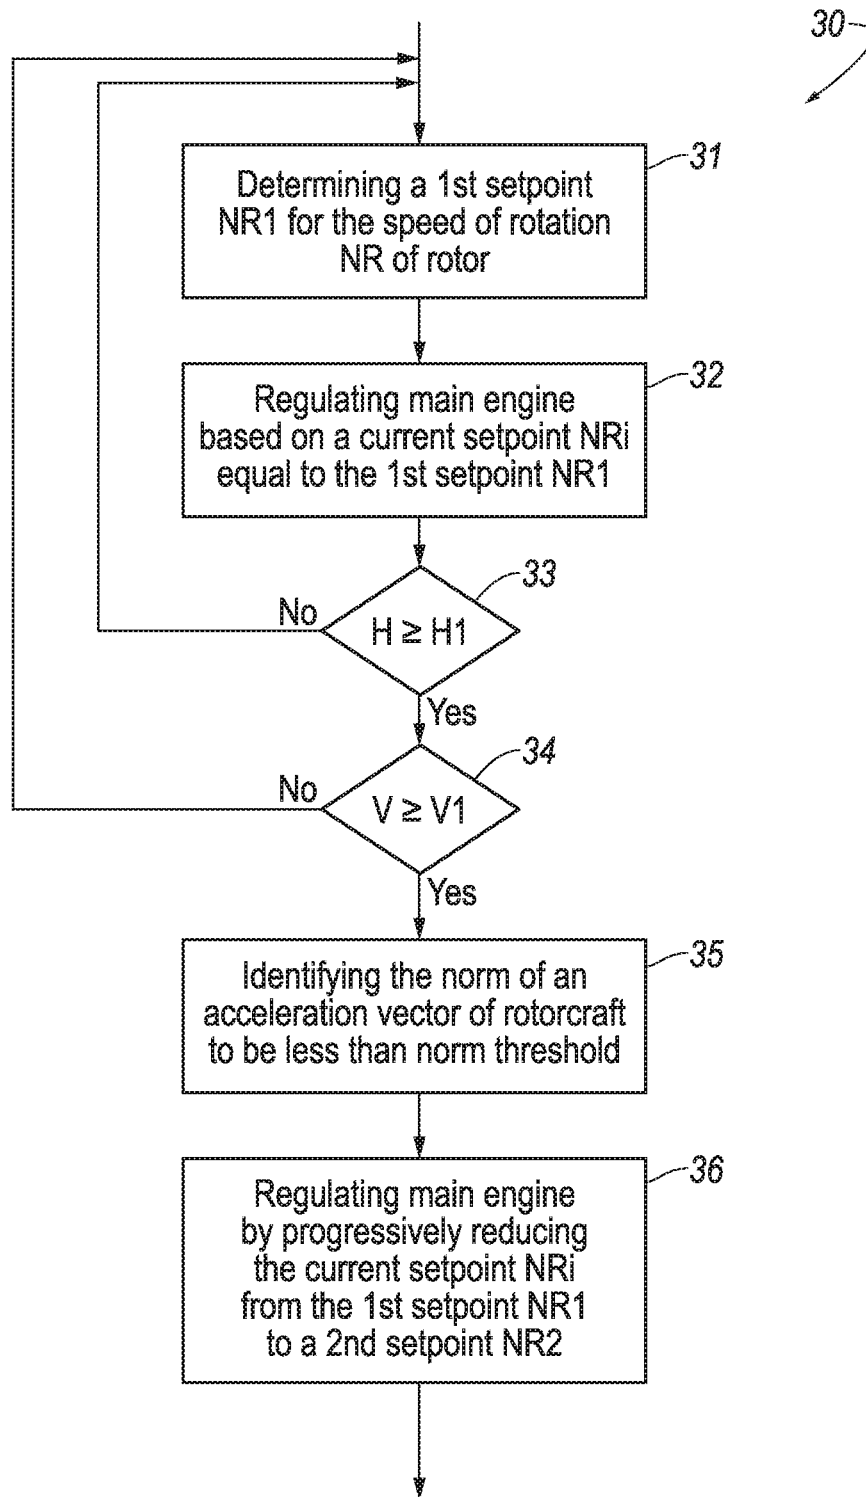 30
31
Determining a 1st setpoint
NR1 for the speed of rotation
NR of rotor
32
Regulating main engine
based on a current setpoint NRi
equal to the 1st setpoint NR1
33
No
H ≥ H1
Yes
34
No
V ≥ V1
Yes
35
Identifying the norm of an
acceleration vector of rotorcraft
to be less than norm threshold
36
Regulating main engine
by progressively reducing
the current setpoint NRi
from the 1st setpoint NR1
to a 2nd setpoint NR2